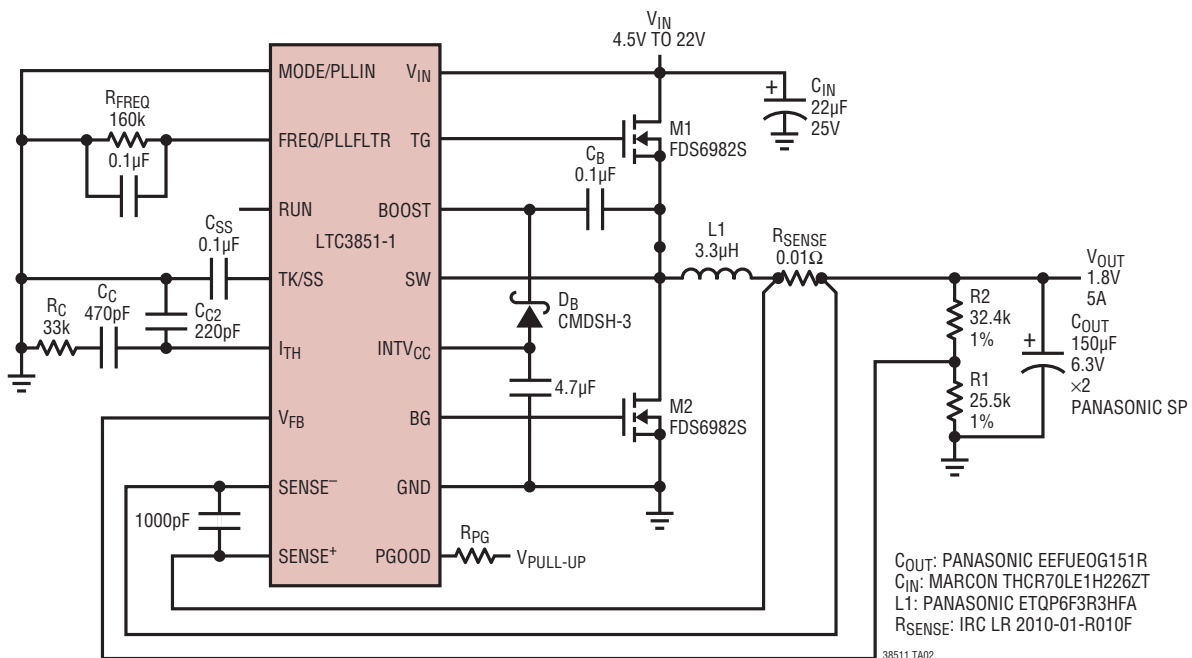 V_IN
4.5V TO 22V
MODE/PLLIN
V_IN
C_IN
22µF
25V
R_FREQ
160k
0.1µF
FREQ/PLLFLTR
TG
M1
FDS6982S
C_B
0.1µF
RUN
BOOST
LTC3851-1
C_SS
0.1µF
TK/SS
SW
L1
3.3µH
R_SENSE
0.01Ω
V_OUT
1.8V
5A
R_C
33k
C_C
470pF
C_C2
220pF
D_B
CMDSH-3
R2
32.4k
1%
C_OUT
150µF
6.3V
×2
PANASONIC SP
I_TH
INTV_CC
4.7µF
R1
25.5k
1%
V_FB
BG
M2
FDS6982S
SENSE⁻
GND
1000pF
SENSE⁺
PGOOD
R_PG
V_PULL-UP
C_OUT: PANASONIC EEFUEOG151R
C_IN: MARCON THCR70LE1H226ZT
L1: PANASONIC ETQP6F3R3HFA
R_SENSE: IRC LR 2010-01-R010F
38511 TA02